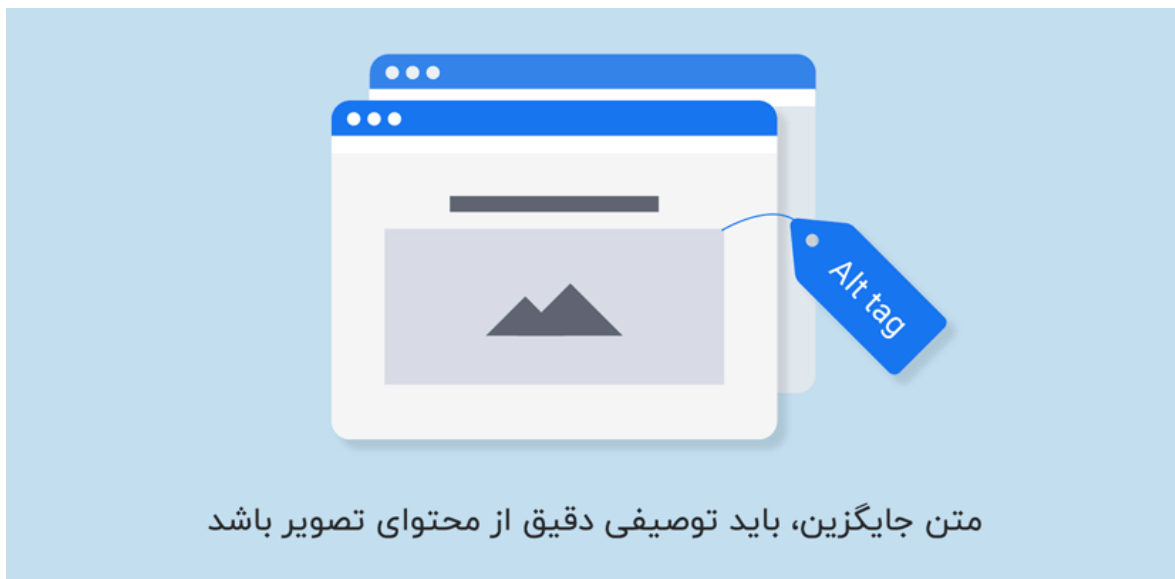 Alt tag
متن جایگزین، باید توصیفی دقیق از محتوای تصویر باشد